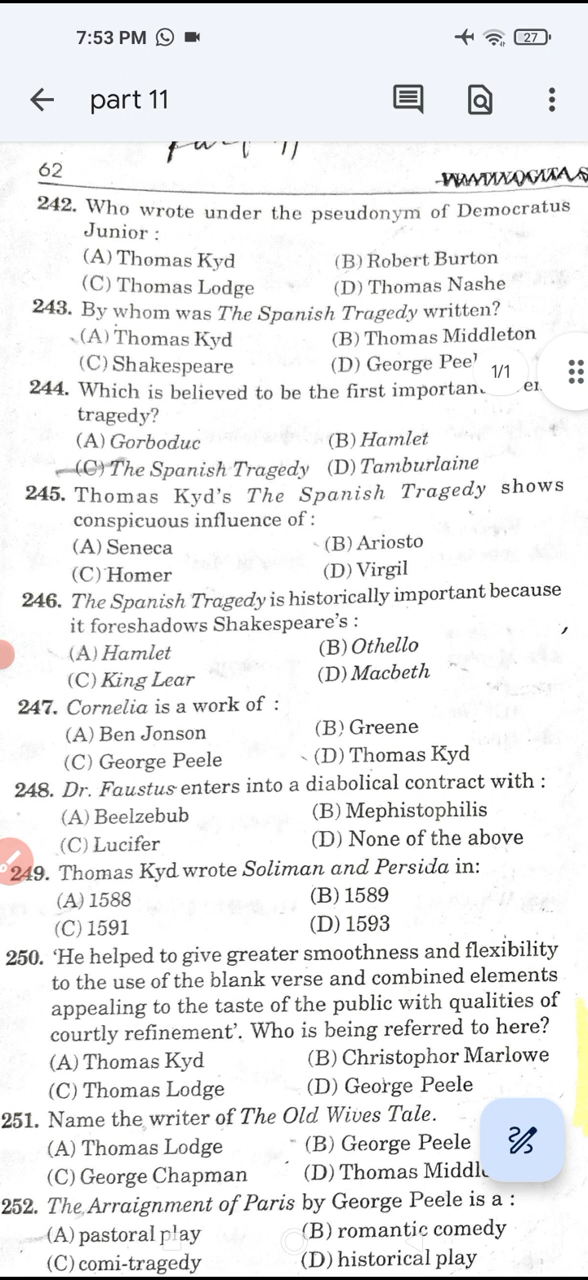 7:53 PM
27
part 11
62
242. Who wrote under the pseudonym of Democratus
Junior :
(A) Thomas Kyd (B) Robert Burton
(C) Thomas Lodge (D) Thomas Nashe
243. By whom was The Spanish Tragedy written?
(A) Thomas Kyd (B) Thomas Middleton
(C) Shakespeare (D) George Pee
1/1
244. Which is believed to be the first importan
tragedy?
(A) Gorboduc (B) Hamlet
(C) The Spanish Tragedy (D) Tamburlaine
245. Thomas Kyd's The Spanish Tragedy shows
conspicuous influence of :
(A) Seneca (B) Ariosto
(C) Homer (D) Virgil
246. The Spanish Tragedy is historically important because
it foreshadows Shakespeare's :
(A) Hamlet (B) Othello
(C) King Lear (D) Macbeth
247. Cornelia is a work of :
(A) Ben Jonson (B) Greene
(C) George Peele (D) Thomas Kyd
248. Dr. Faustus enters into a diabolical contract with :
(A) Beelzebub (B) Mephistophilis
(C) Lucifer (D) None of the above
249. Thomas Kyd wrote Soliman and Persida in:
(A) 1588 (B) 1589
(C) 1591 (D) 1593
250. 'He helped to give greater smoothness and flexibility
to the use of the blank verse and combined elements
appealing to the taste of the public with qualities of
courtly refinement'. Who is being referred to here?
(A) Thomas Kyd (B) Christophor Marlowe
(C) Thomas Lodge (D) George Peele
251. Name the writer of The Old Wives Tale.
(A) Thomas Lodge (B) George Peele
(C) George Chapman (D) Thomas Middl
252. The Arraignment of Paris by George Peele is a :
(A) pastoral play (B) romantic comedy
(C) comi-tragedy (D) historical play